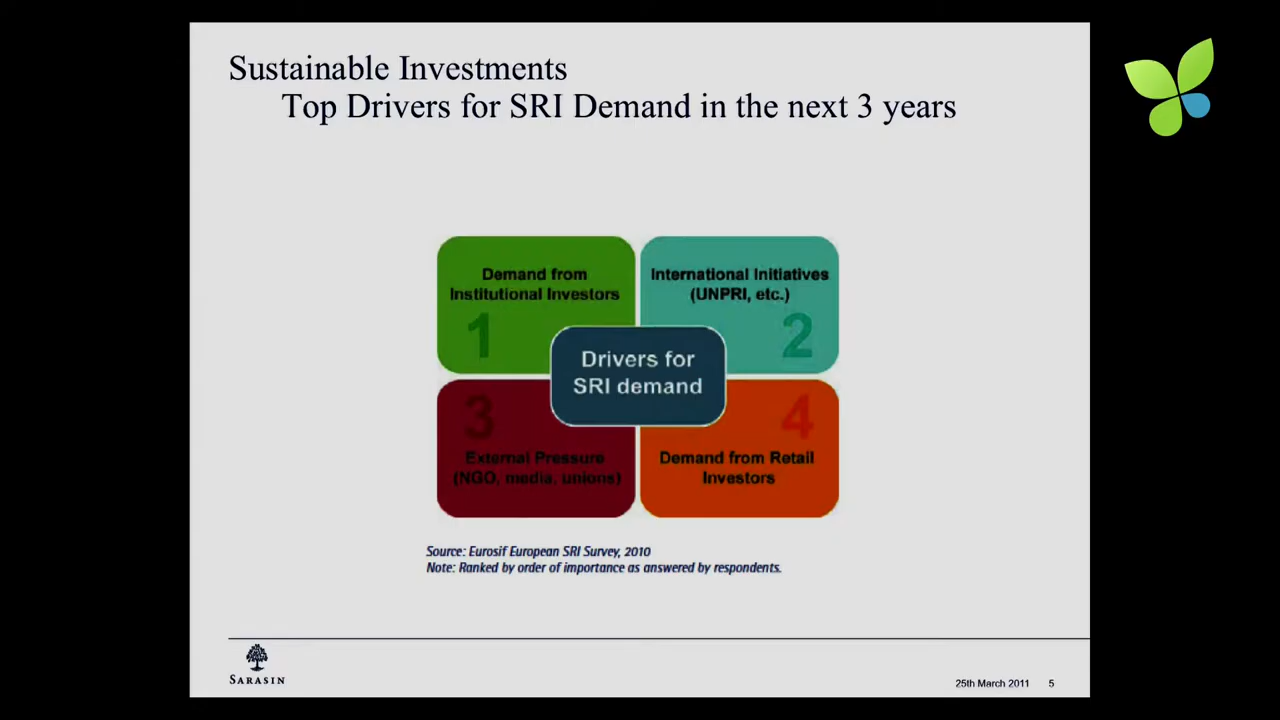 Sustainable Investments
Top Drivers for SRI Demand in the next 3 years
Demand from
Institutional Investors
1
International Initiatives
(UNPRI, etc.)
2
Drivers for
SRI demand
3
External Pressure
(NGO, media, unions)
4
Demand from Retail
Investors
Source: Eurosif European SRI Survey, 2010
Note: Ranked by order of importance as answered by respondents.
SARASIN
25th March 2011 5